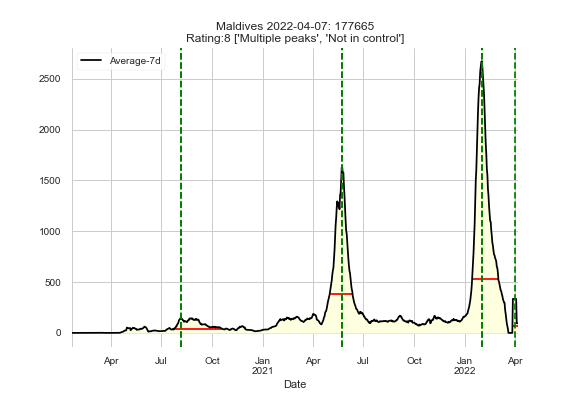 Maldives 2022-04-07: 177665
Rating:8 ['Multiple peaks', 'Not in control']
Average-7d
2500
2000
1500
1000
500
0
Apr Jul Oct Jan Apr Jul Oct Jan Apr
2021 2022
Date